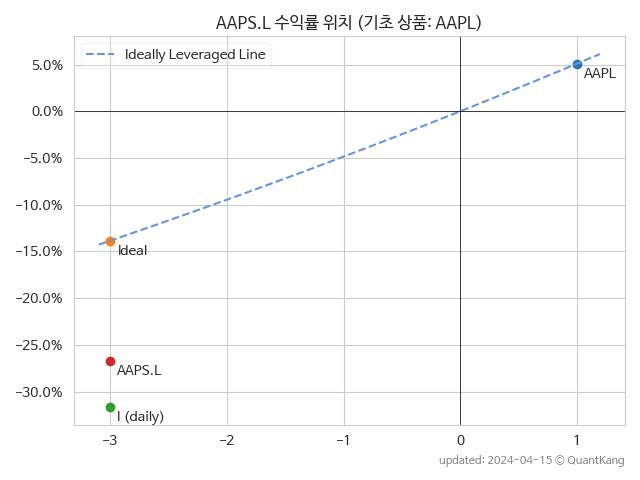 AAPS.L 수익률 위치 (기초 상품: AAPL)
Ideally Leveraged Line
5.0%
AAPL
0.0%
−5.0%
−10.0%
−15.0%
Ideal
−20.0%
−25.0%
AAPS.L
−30.0%
I (daily)
−3 −2 −1 0 1
updated: 2024-04-15 © QuantKang